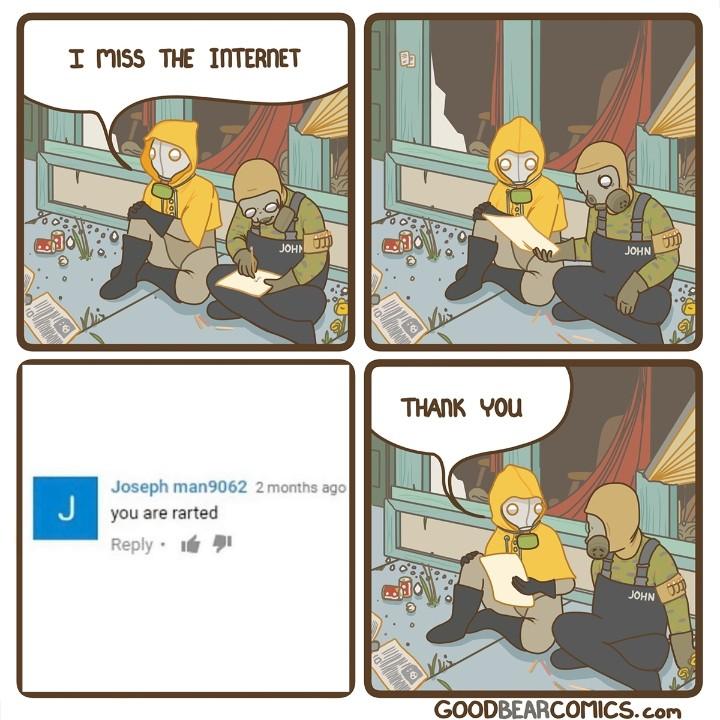 I MISS THE INTERNET
JOHN
JOHN
J
Joseph man9062 2 months ago
you are rarted
Reply
THANK YOU
JOHN
GOODBEARCOMICS.com